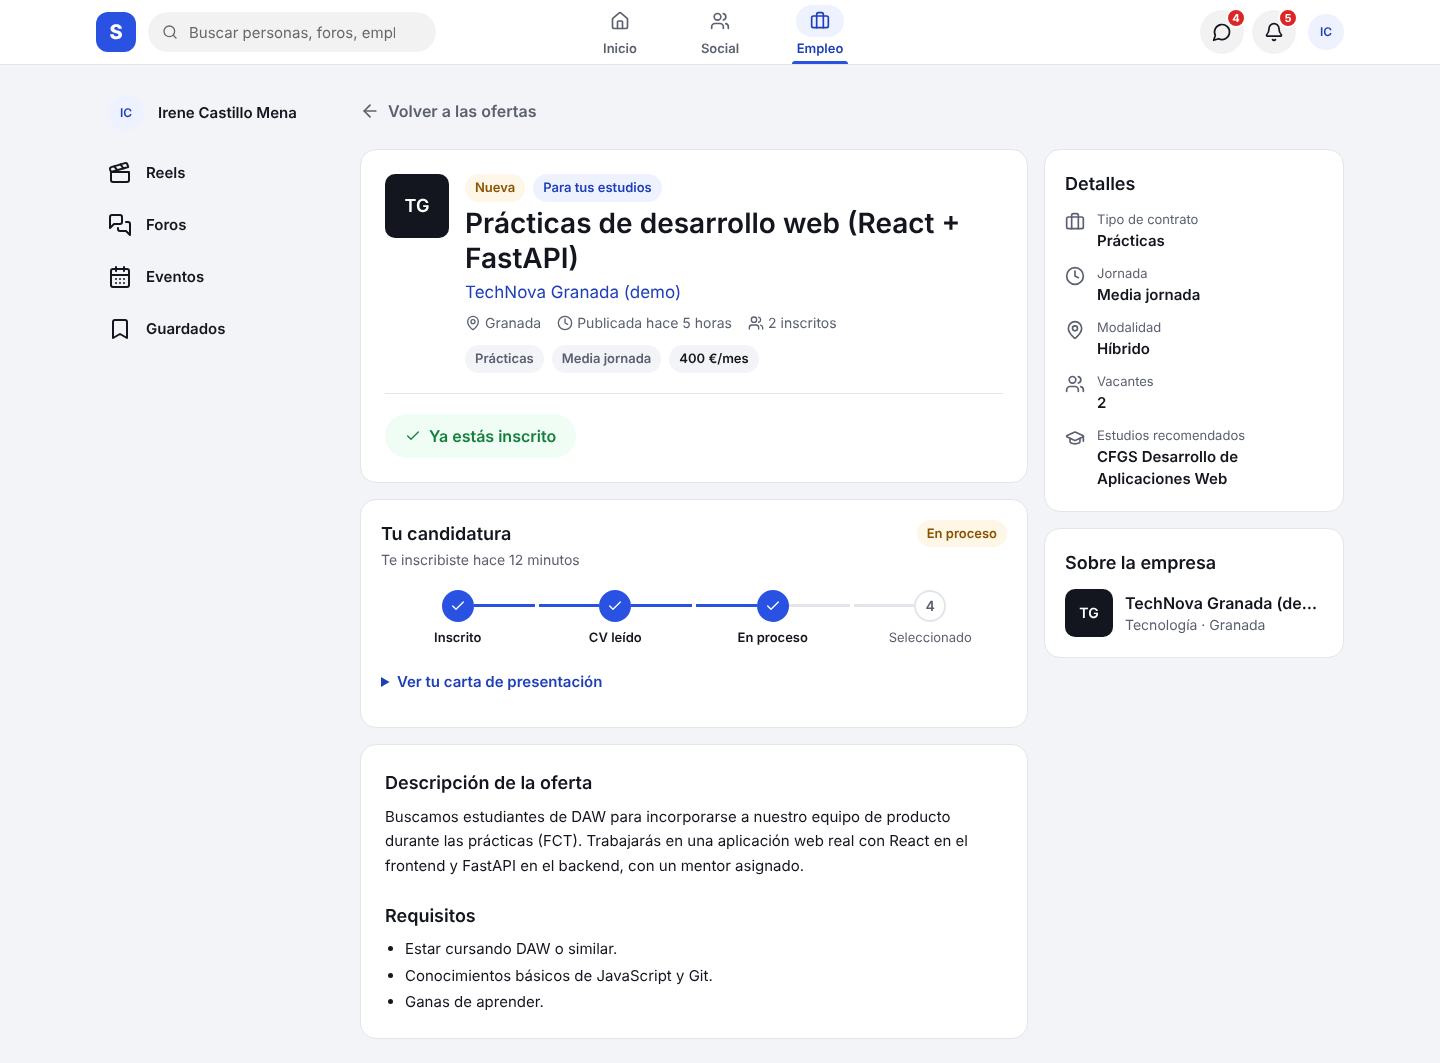 S
Buscar personas, foros, empl
Inicio
Social
Empleo
4
5
IC
IC
Irene Castillo Mena
Reels
Foros
Eventos
Guardados
Volver a las ofertas
TG
Nueva
Para tus estudios
Prácticas de desarrollo web (React +
FastAPI)
TechNova Granada (demo)
Granada
Publicada hace 5 horas
2 inscritos
Prácticas
Media jornada
400 €/mes
Ya estás inscrito
Tu candidatura
En proceso
Te inscribiste hace 12 minutos
4
Inscrito
CV leído
En proceso
Seleccionado
Ver tu carta de presentación
Descripción de la oferta
Buscamos estudiantes de DAW para incorporarse a nuestro equipo de producto
durante las prácticas (FCT). Trabajarás en una aplicación web real con React en el
frontend y FastAPI en el backend, con un mentor asignado.
Requisitos
• Estar cursando DAW o similar.
• Conocimientos básicos de JavaScript y Git.
• Ganas de aprender.
Detalles
Tipo de contrato
Prácticas
Jornada
Media jornada
Modalidad
Híbrido
Vacantes
2
Estudios recomendados
CFGS Desarrollo de
Aplicaciones Web
Sobre la empresa
TG
TechNova Granada (de...
Tecnología · Granada